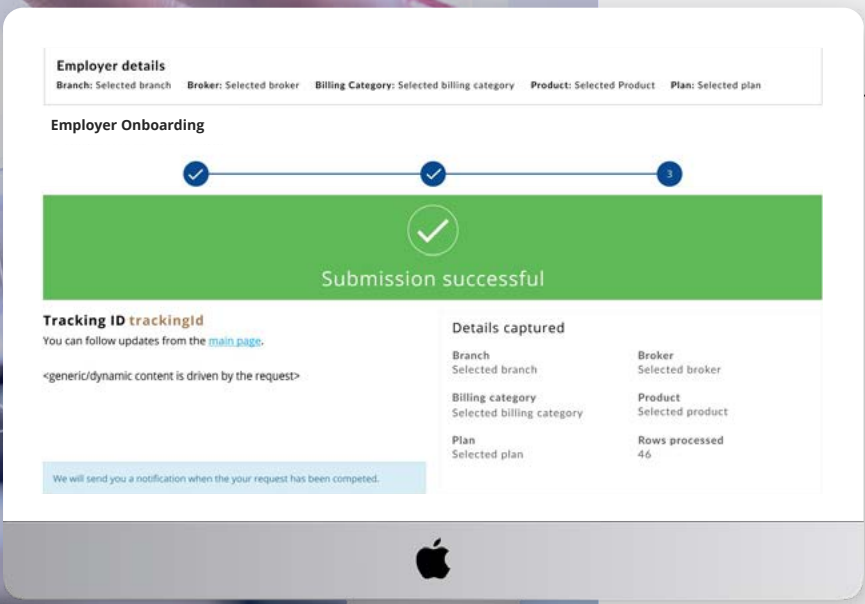 Employer details
Branch: Selected branch Broker: Selected broker Billing Category: Selected billing category Product: Selected Product Plan: Selected plan
Employer Onboarding
3
Submission successful
Tracking ID trackingId
You can follow updates from the main page.
<generic/dynamic content is driven by the request>
We will send you a notification when the your request has been competed.
Details captured
Branch Broker
Selected branch Selected broker
Billing category Product
Selected billing category Selected product
Plan Rows processed
Selected plan 46